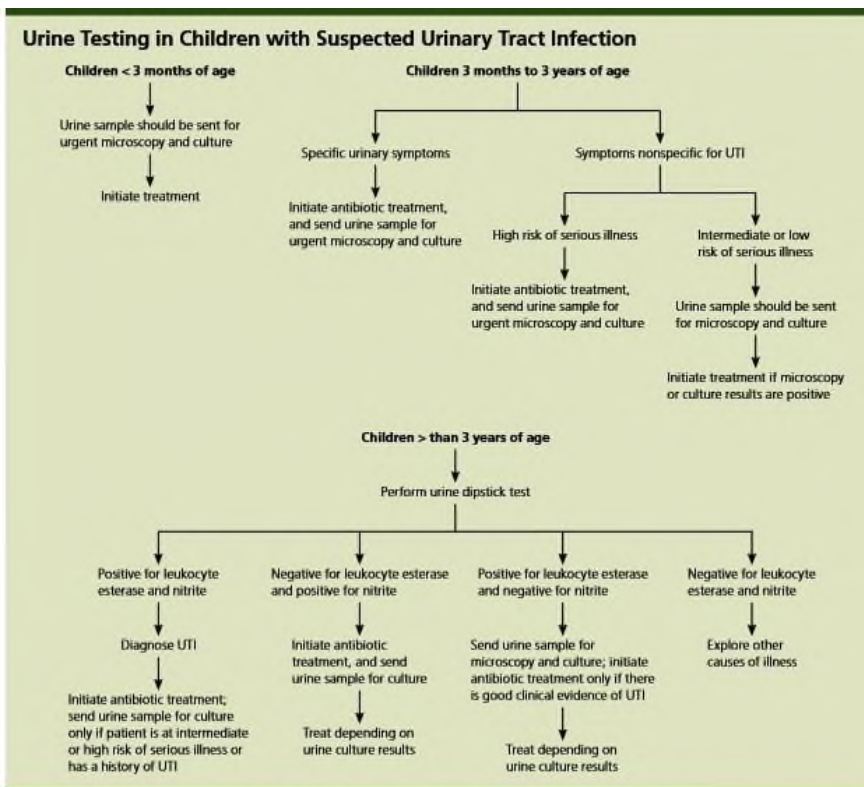 Urine Testing in Children with Suspected Urinary Tract Infection
Children < 3 months of age
Urine sample should be sent for
urgent microscopy and culture
Initiate treatment
Children 3 months to 3 years of age
Specific urinary symptoms
Initiate antibiotic treatment,
and send urine sample for
urgent microscopy and culture
Symptoms nonspecific for UTI
High risk of serious illness
Initiate antibiotic treatment,
and send urine sample for
urgent microscopy and culture
Intermediate or low
risk of serious illness
Urine sample should be sent
for microscopy and culture
Initiate treatment if microscopy
or culture results are positive
Children > than 3 years of age
Perform urine dipstick test
Positive for leukocyte
esterase and nitrite
Diagnose UTI
Initiate antibiotic treatment;
send urine sample for culture
only if patient is at intermediate
or high risk of serious illness or
has a history of UTI
Negative for leukocyte esterase
and positive for nitrite
Initiate antibiotic
treatment, and send
urine sample for culture
Treat depending on
urine culture results
Positive for leukocyte esterase
and negative for nitrite
Send urine sample for
microscopy and culture; initiate
antibiotic treatment only if there
is good clinical evidence of UTI
Treat depending on
urine culture results
Negative for leukocyte
esterase and nitrite
Explore other
causes of illness